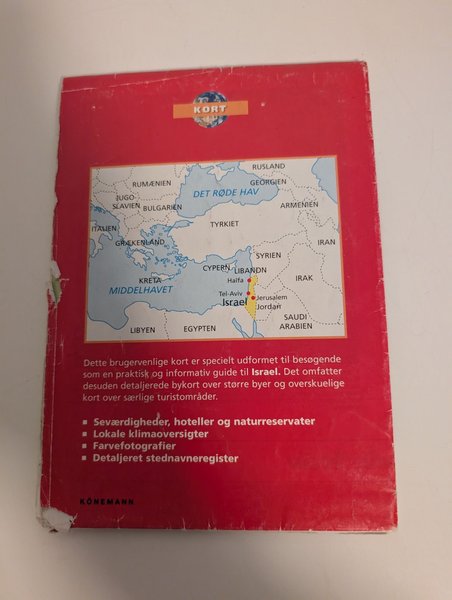 KORT
RUSLAND
RUMÆNIEN
GEORGIEN
DET RØDE HAV
JUGO-
SLAVIEN
BULGARIEN
ARMENIEN
ITALIEN
TYRKIET
GRÆKENLAND
IRAN
SYRIEN
CYPERN
LIBANON
KRETA
Haifa
IRAK
MIDDELHAVET
Tel-Aviv
Jerusalem
Israel
Jordan
SAUDI
ARABIEN
LIBYEN
EGYPTEN
Dette brugervenlige kort er specielt udformet til besøgende
som en praktisk og informativ guide til Israel. Det omfatter
desuden detaljerede bykort over større byer og overskuelige
kort over særlige turistområder.
▪ Seværdigheder, hoteller og naturreservater
▪ Lokale klimaoversigter
▪ Farvefotografier
▪ Detaljeret stednavneregister
KÖNEMANN